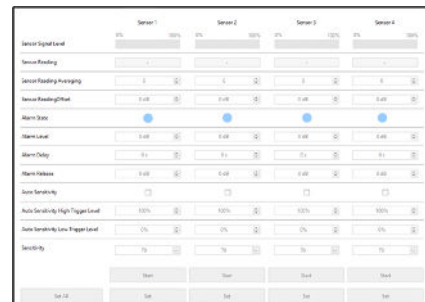 Sensor 1 Sensor 2 Sensor 3 Sensor 4
0% 100% 0% 100% 0% 100% 0% 100%
Sensor Signal Level
Sensor Reading - - - -
Sensor Reading Averaging
Sensor ReadingOffset 0 dB 0 dB 0 dB 0 dB
Alarm State
Alarm Level 0 dB 0 dB 0 dB 0 dB
Alarm Delay
Alarm Release 0 dB 0 dB 0 dB 0 dB
Auto Sensitivity
Auto Sensitivity High Trigger Level 100% 100% 100% 100%
Auto Sensitivity Low Trigger Level 0% 0% 0% 0%
Sensitivity
Start Start Start Start
Set All Set Set Set Set